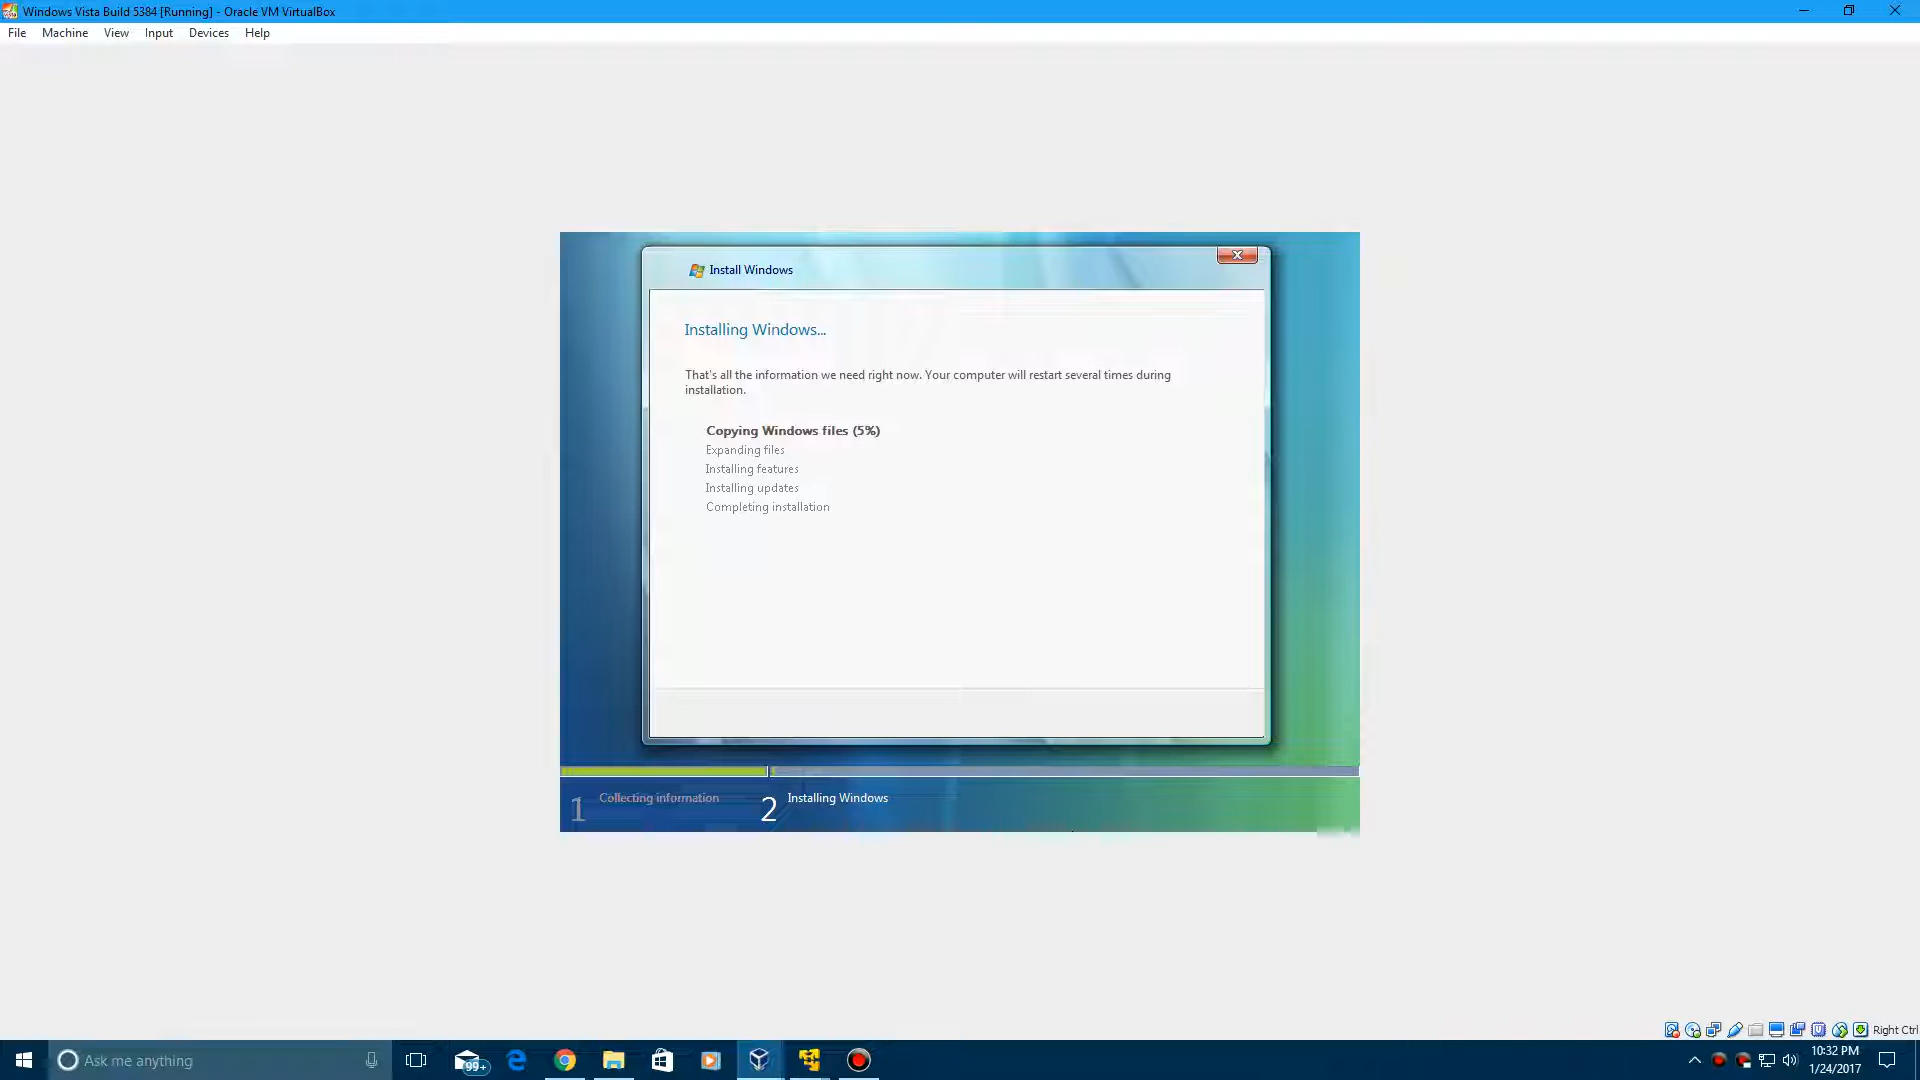 Windows Vista Build 5384 [Running] - Oracle VM VirtualBox
File Machine View Input Devices Help
Install Windows
Installing Windows...
That's all the information we need right now. Your computer will restart several times during
installation.
Copying Windows files (5%)
Expanding files
Installing features
Installing updates
Completing installation
1 Collecting information 2 Installing Windows
Right Ctrl
Ask me anything
99+
10:32 PM
1/24/2017